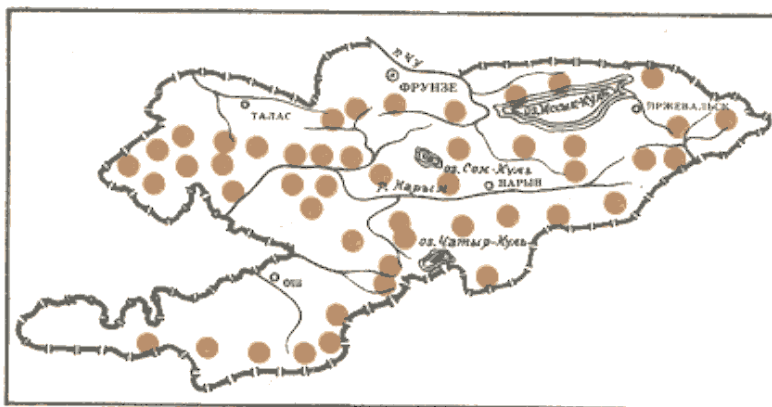 р. Чу
ФРУНЗЕ
ТАЛАС
оз. Иссык-Куль
ПРЖЕВАЛЬСК
оз. Сон-Куль
р. Нарын
НАРЫН
оз. Чатыр-Куль
ОШ